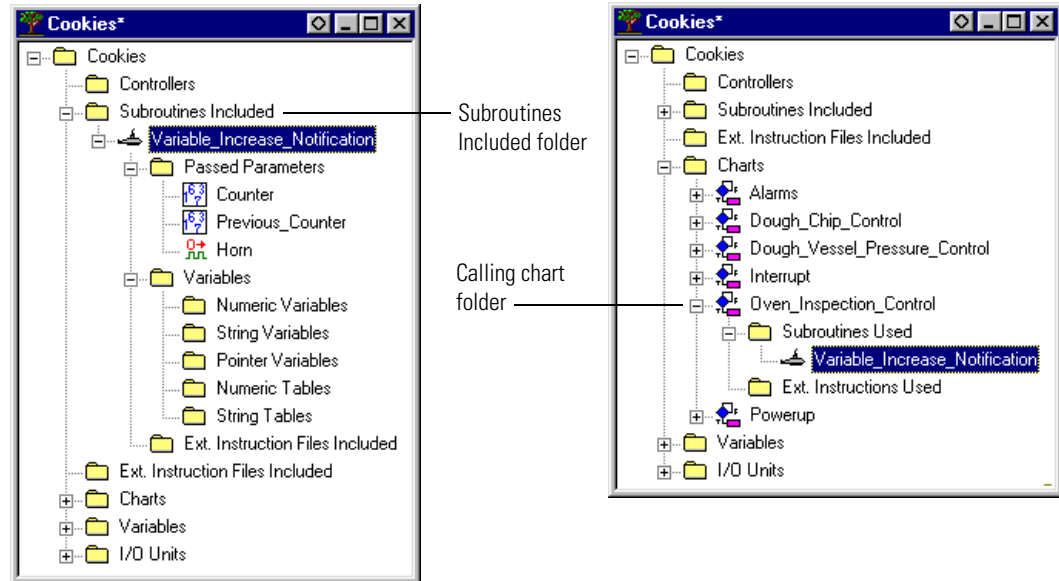 Cookies*
Cookies
Controllers
Subroutines Included
Variable_Increase_Notification
Passed Parameters
Counter
Previous_Counter
Horn
Variables
Numeric Variables
String Variables
Pointer Variables
Numeric Tables
String Tables
Ext. Instruction Files Included
Ext. Instruction Files Included
Charts
Variables
I/O Units
Subroutines
Included folder
Calling chart
folder
Cookies*
Cookies
Controllers
Subroutines Included
Ext. Instruction Files Included
Charts
Alarms
Dough_Chip_Control
Dough_Vessel_Pressure_Control
Interrupt
Oven_Inspection_Control
Subroutines Used
Variable_Increase_Notification
Ext. Instructions Used
Powerup
Variables
I/O Units